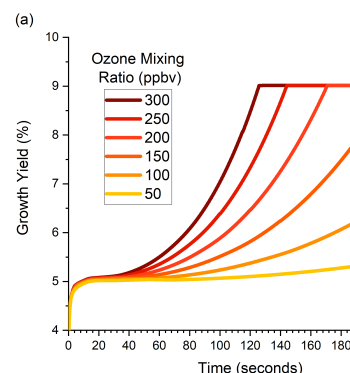 (a)
10
9
8
7
6
5
4
Growth Yield (%)
Ozone Mixing
Ratio (ppbv)
300
250
200
150
100
50
0 20 40 60 80 100 120 140 160 180
Time (seconds)